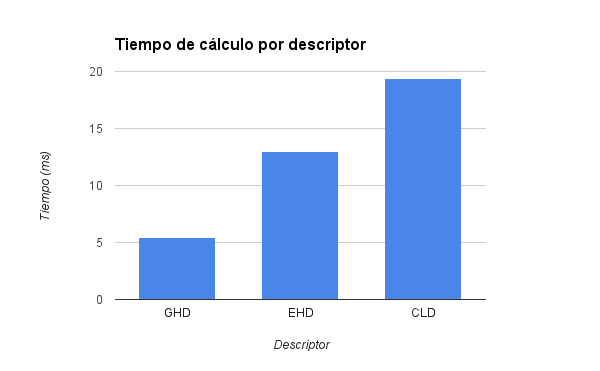 Tiempo de cálculo por descriptor
20
15
10
5
0
Tiempo (ms)
GHD EHD CLD
Descriptor